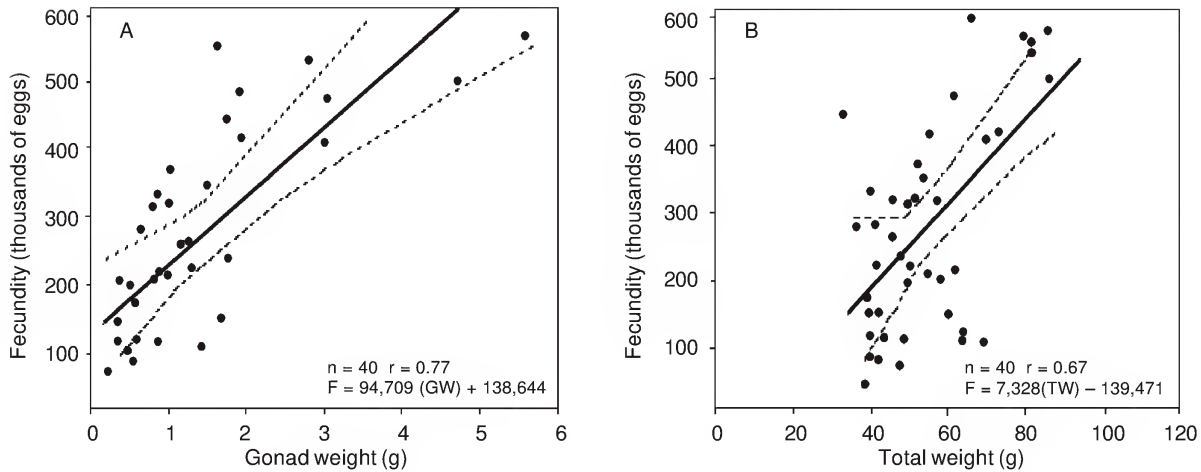 A
600
500
400
300
200
100
Fecundity (thousands of eggs)
n = 40 r = 0.77
F = 94,709 (GW) + 138,644
0 1 2 3 4 5 6
Gonad weight (g)
B
600
500
400
300
200
100
Fecundity (thousands of eggs)
n = 40 r = 0.67
F = 7,328(TW) – 139,471
0 20 40 60 80 100 120
Total weight (g)